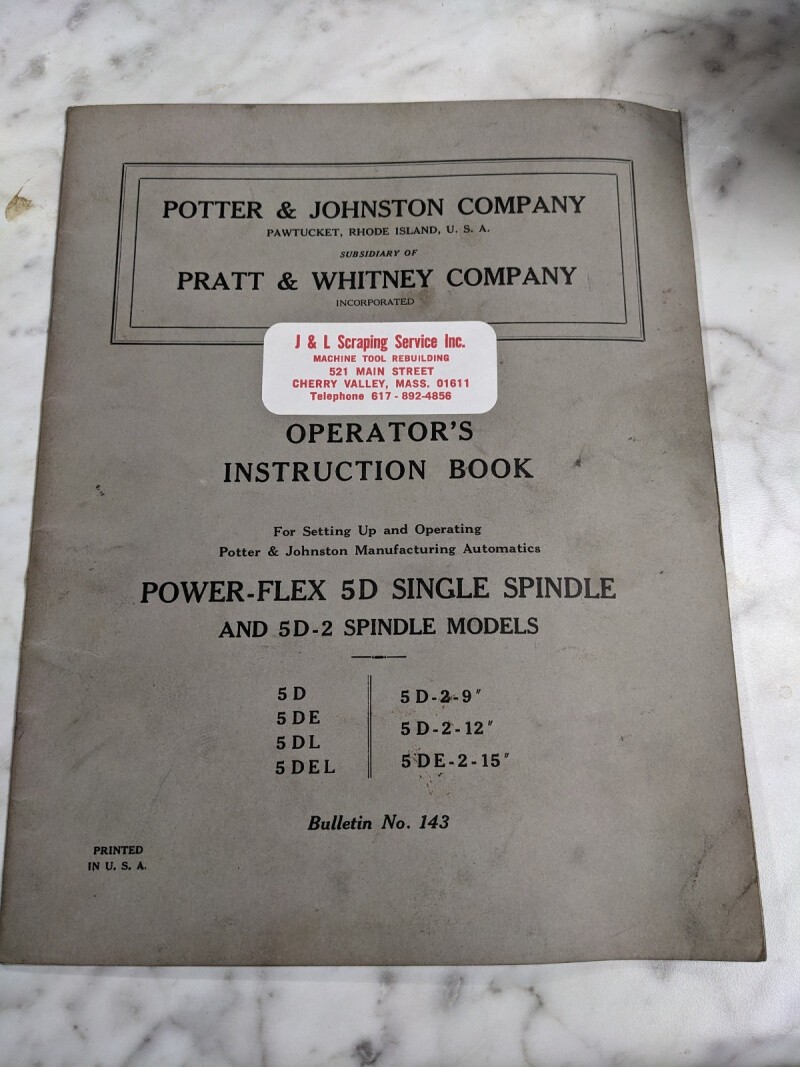 POTTER & JOHNSTON COMPANY
PAWTUCKET, RHODE ISLAND, U. S. A.
SUBSIDIARY OF
PRATT & WHITNEY COMPANY
INCORPORATED
J & L Scraping Service Inc.
MACHINE TOOL REBUILDING
521 MAIN STREET
CHERRY VALLEY, MASS. 01611
Telephone 617 - 892-4856
OPERATOR'S
INSTRUCTION BOOK
For Setting Up and Operating
Potter & Johnston Manufacturing Automatics
POWER-FLEX 5D SINGLE SPINDLE
AND 5D-2 SPINDLE MODELS
5D
5DE
5DL
5DEL
5D-2-9"
5D-2-12"
5DE-2-15"
Bulletin No. 143
PRINTED
IN U. S. A.